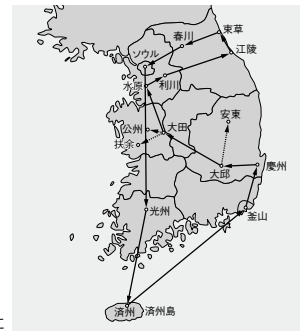 東草
春川
江陵
ソウル
水原
利川
安東
公州
大田
扶余
慶州
大邱
光州
釜山
済州
済州島